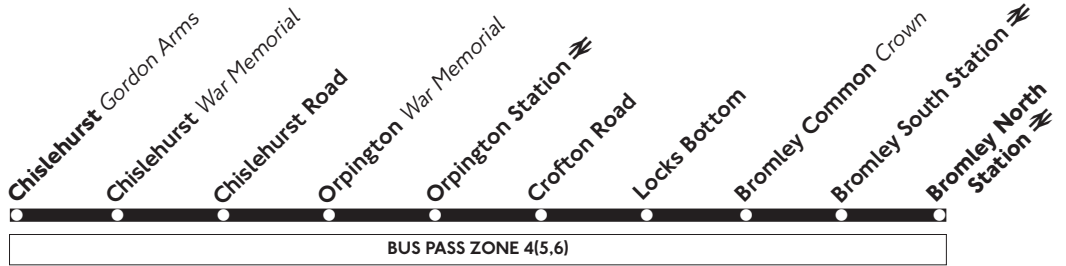 Chislehurst Gordon Arms
Chislehurst War Memorial
Chislehurst Road
Orpington War Memorial
Orpington Station
Crofton Road
Locks Bottom
Bromley Common Crown
Bromley South Station
Bromley North
Station
BUS PASS ZONE 4(5,6)